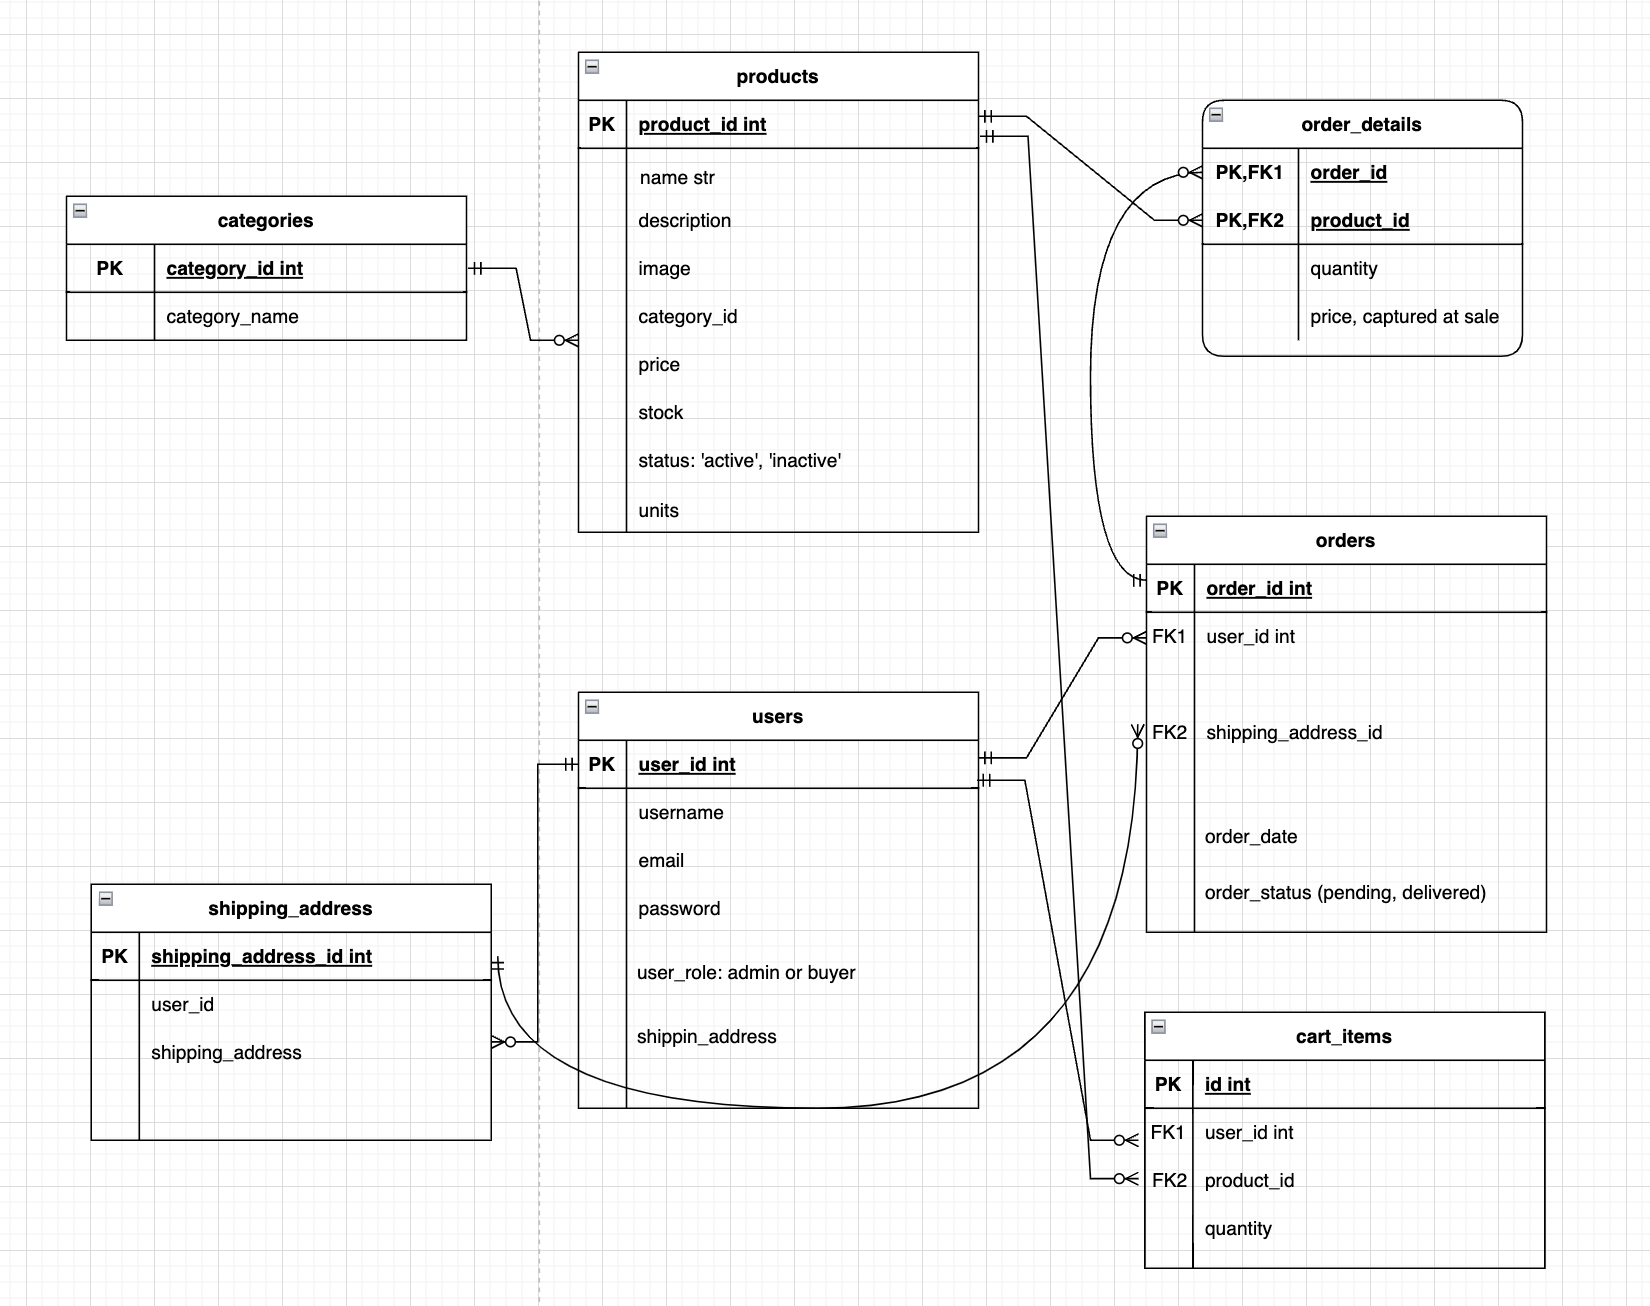 products
PK product_id int
name str
description
image
category_id
price
stock
status: 'active', 'inactive'
units
order_details
PK,FK1 order_id
PK,FK2 product_id
quantity
price, captured at sale
categories
PK category_id int
category_name
orders
PK order_id int
FK1 user_id int
FK2 shipping_address_id
order_date
order_status (pending, delivered)
users
PK user_id int
username
email
password
user_role: admin or buyer
shippin_address
shipping_address
PK shipping_address_id int
user_id
shipping_address
cart_items
PK id int
FK1 user_id int
FK2 product_id
quantity